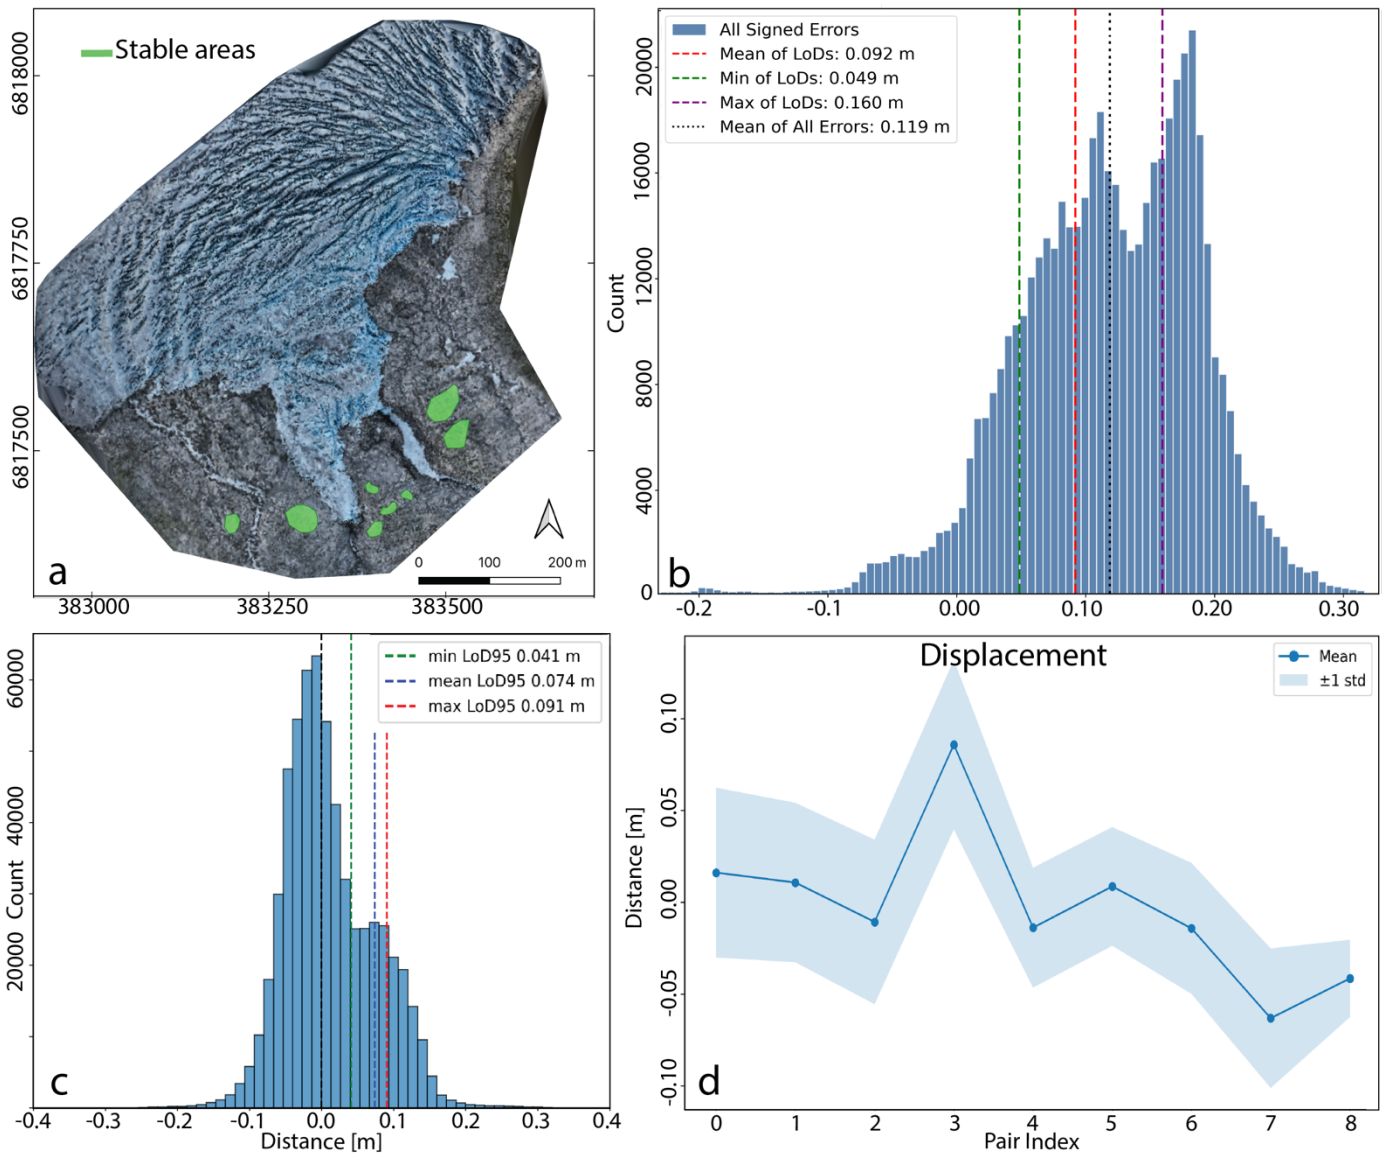 Stable areas
6818000
6817750
6817500
a
0 100 200 m
383000 383250 383500
All Signed Errors
Mean of LoDs: 0.092 m
Min of LoDs: 0.049 m
Max of LoDs: 0.160 m
Mean of All Errors: 0.119 m
20000
16000
12000
8000
4000
0
Count
b
-0.2 -0.1 0.00 0.10 0.20 0.30
min LoD95 0.041 m
mean LoD95 0.074 m
max LoD95 0.091 m
60000
40000
20000
Count
c
-0.4 -0.3 -0.2 -0.1 0.0 0.1 0.2 0.3 0.4
Distance [m]
Displacement
Mean
±1 std
0.10
0.05
0.00
-0.05
-0.10
Distance [m]
d
0 1 2 3 4 5 6 7 8
Pair Index